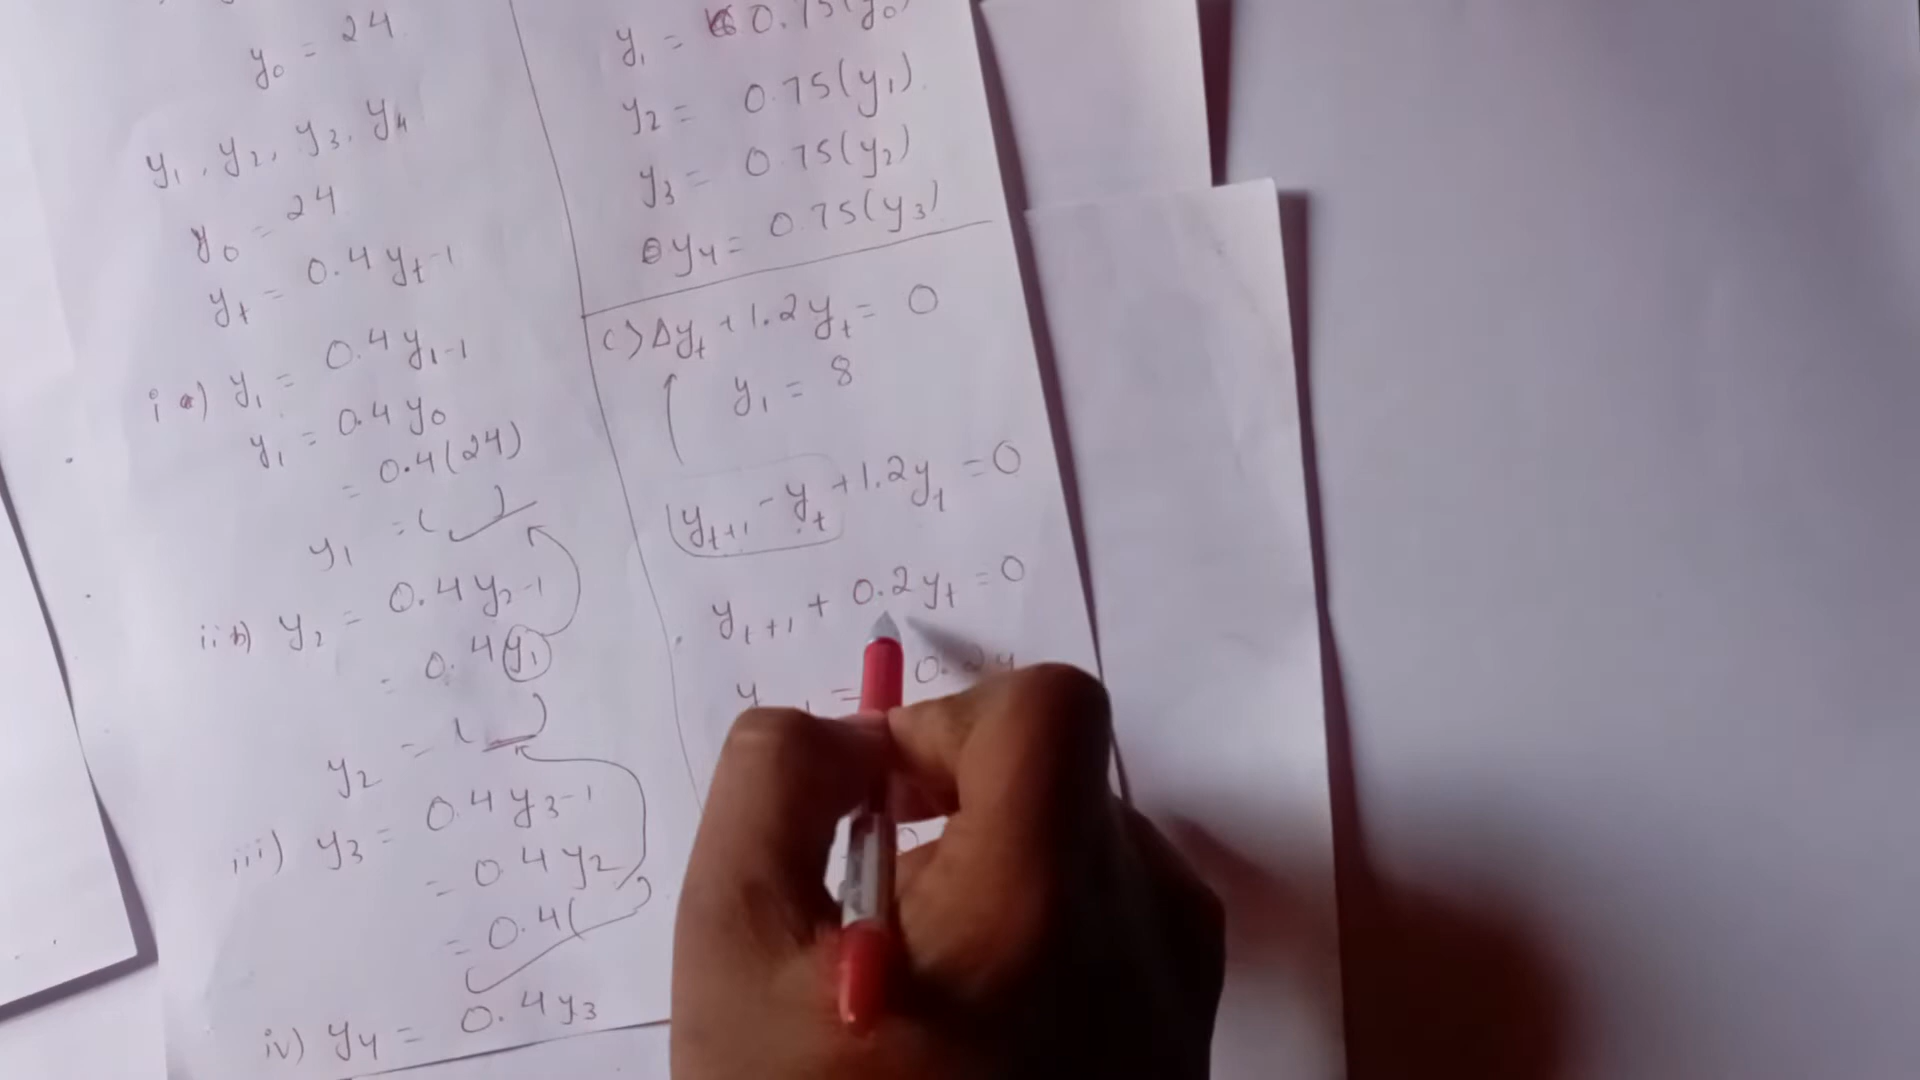 y₀ = 24
y₁, y₂, y₃, y₄
y₀ = 24
yₜ = 0.4 yₜ₋₁
i a) y₁ = 0.4 y₁₋₁
y₁ = 0.4 y₀
= 0.4(24)
y₁ = ( )
ii b) y₂ = 0.4 y₂₋₁
= 0.4 y₁
y₂ = ( )
iii) y₃ = 0.4 y₃₋₁
= 0.4 y₂
= 0.4(
iv) y₄ = 0.4 y₃
y₁ = 0.75(y₀)
y₂ = 0.75(y₁)
y₃ = 0.75(y₂)
y₄ = 0.75(y₃)
c) Δyₜ + 1.2yₜ = 0
y₁ = 8
yₜ₊₁ - yₜ + 1.2yₜ = 0
yₜ₊₁ + 0.2yₜ = 0